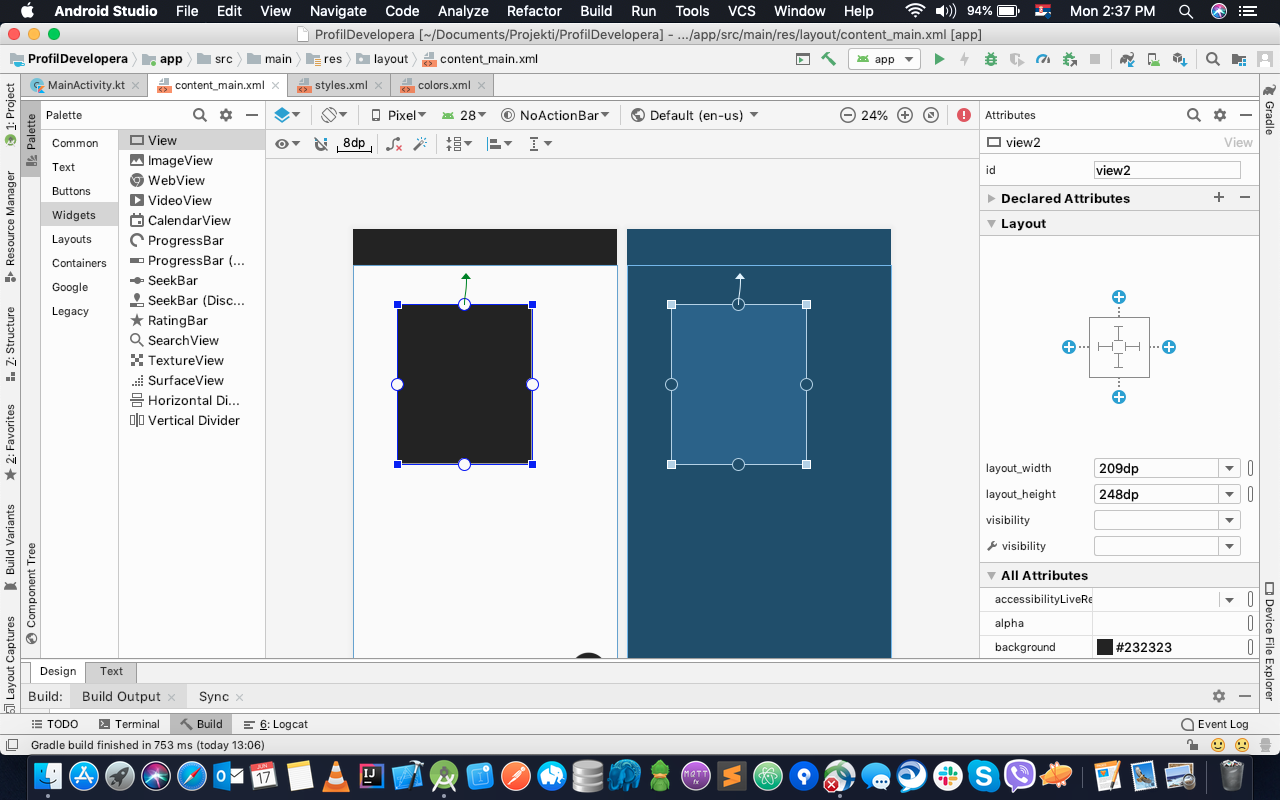 Android Studio File Edit View Navigate Code Analyze Refactor Build Run Tools VCS Window Help 94% Mon 2:37 PM
ProfilDevelopera [~/Documents/Projekti/ProfilDevelopera] - .../app/src/main/res/layout/content_main.xml [app]
ProfilDevelopera app src main res layout content_main.xml app
MainActivity.kt content_main.xml styles.xml colors.xml
1: Project
Resource Manager
Z: Structure
2: Favorites
Build Variants
Layout Captures
Palette
Component Tree
Palette
Common
Text
Buttons
Widgets
Layouts
Containers
Google
Legacy
View
ImageView
WebView
VideoView
CalendarView
ProgressBar
ProgressBar (...
SeekBar
SeekBar (Disc...
RatingBar
SearchView
TextureView
SurfaceView
Horizontal Di...
Vertical Divider
Pixel 28 NoActionBar Default (en-us) 24%
8dp
Attributes
view2 View
id view2
Declared Attributes
Layout
layout_width 209dp
layout_height 248dp
visibility
visibility
All Attributes
accessibilityLiveRe
alpha
background #232323
Gradle
Device File Explorer
Design Text
Build: Build Output Sync
TODO Terminal Build 6: Logcat Event Log
Gradle build finished in 753 ms (today 13:06)
JUN
17
IJ
MATT
fx